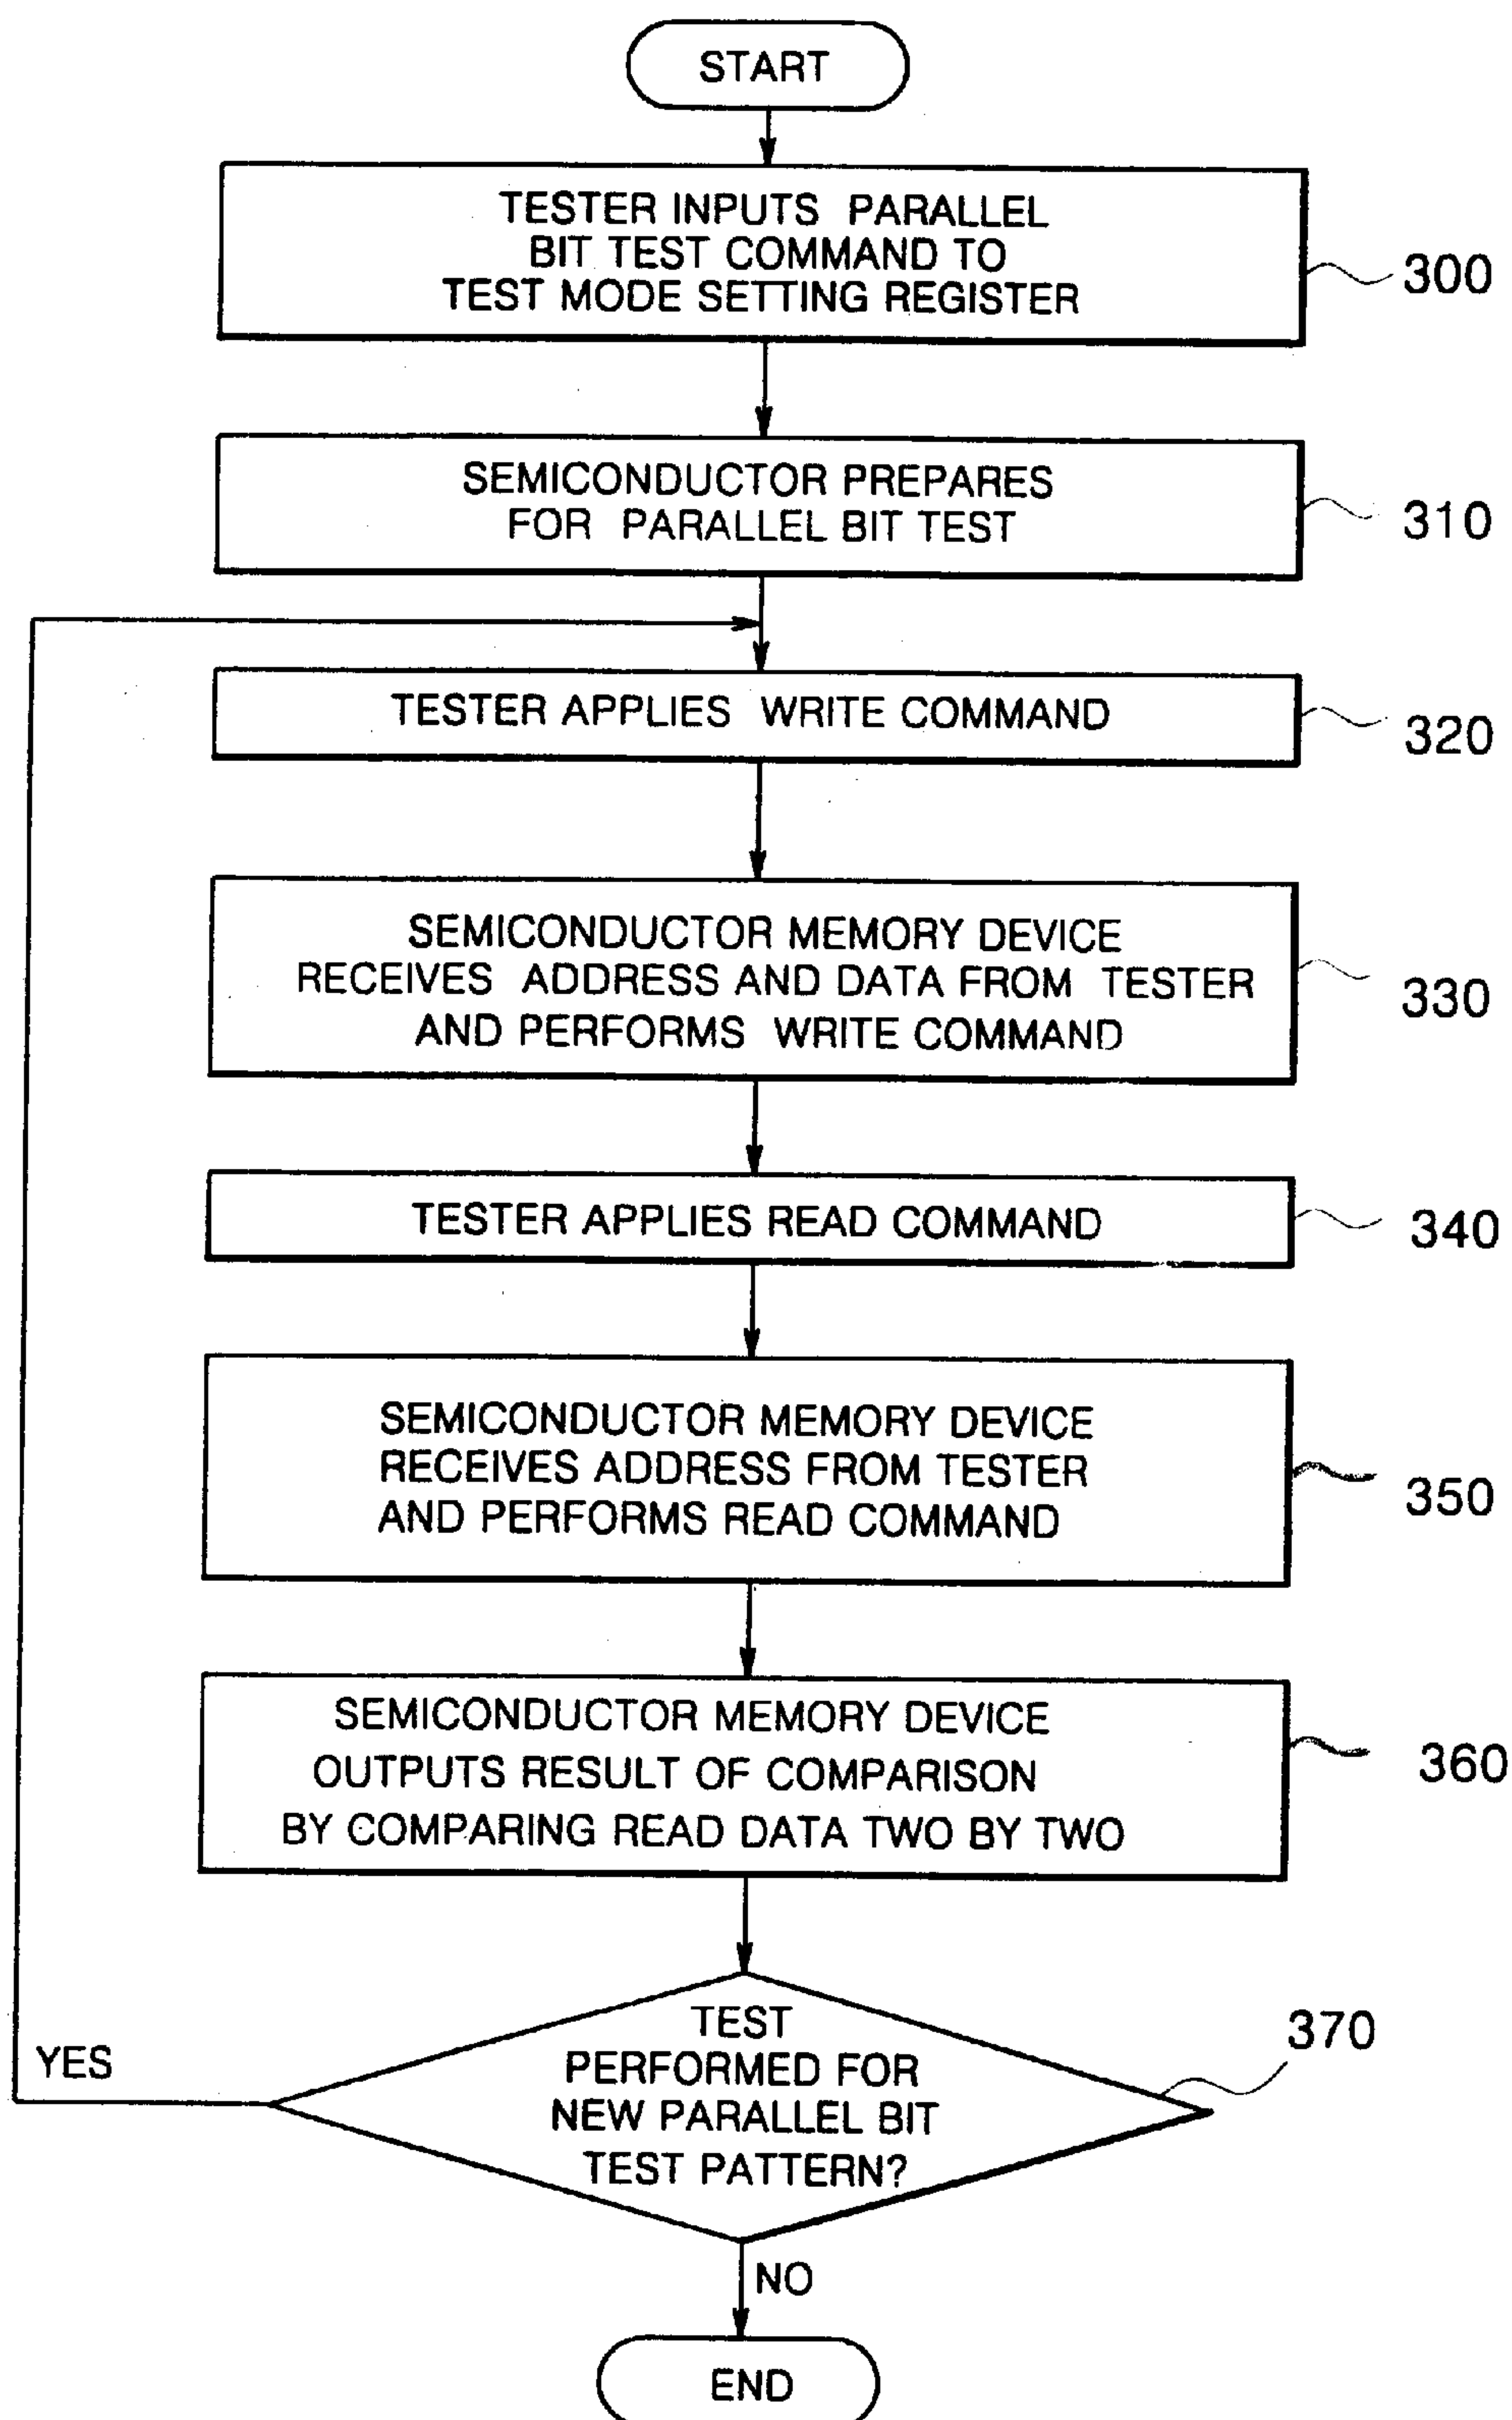 START
TESTER INPUTS PARALLEL
BIT TEST COMMAND TO
TEST MODE SETTING REGISTER
300
SEMICONDUCTOR PREPARES
FOR PARALLEL BIT TEST
310
TESTER APPLIES WRITE COMMAND
320
SEMICONDUCTOR MEMORY DEVICE
RECEIVES ADDRESS AND DATA FROM TESTER
AND PERFORMS WRITE COMMAND
330
TESTER APPLIES READ COMMAND
340
SEMICONDUCTOR MEMORY DEVICE
RECEIVES ADDRESS FROM TESTER
AND PERFORMS READ COMMAND
350
SEMICONDUCTOR MEMORY DEVICE
OUTPUTS RESULT OF COMPARISON
BY COMPARING READ DATA TWO BY TWO
360
TEST
PERFORMED FOR
NEW PARALLEL BIT
TEST PATTERN?
370
YES
NO
END